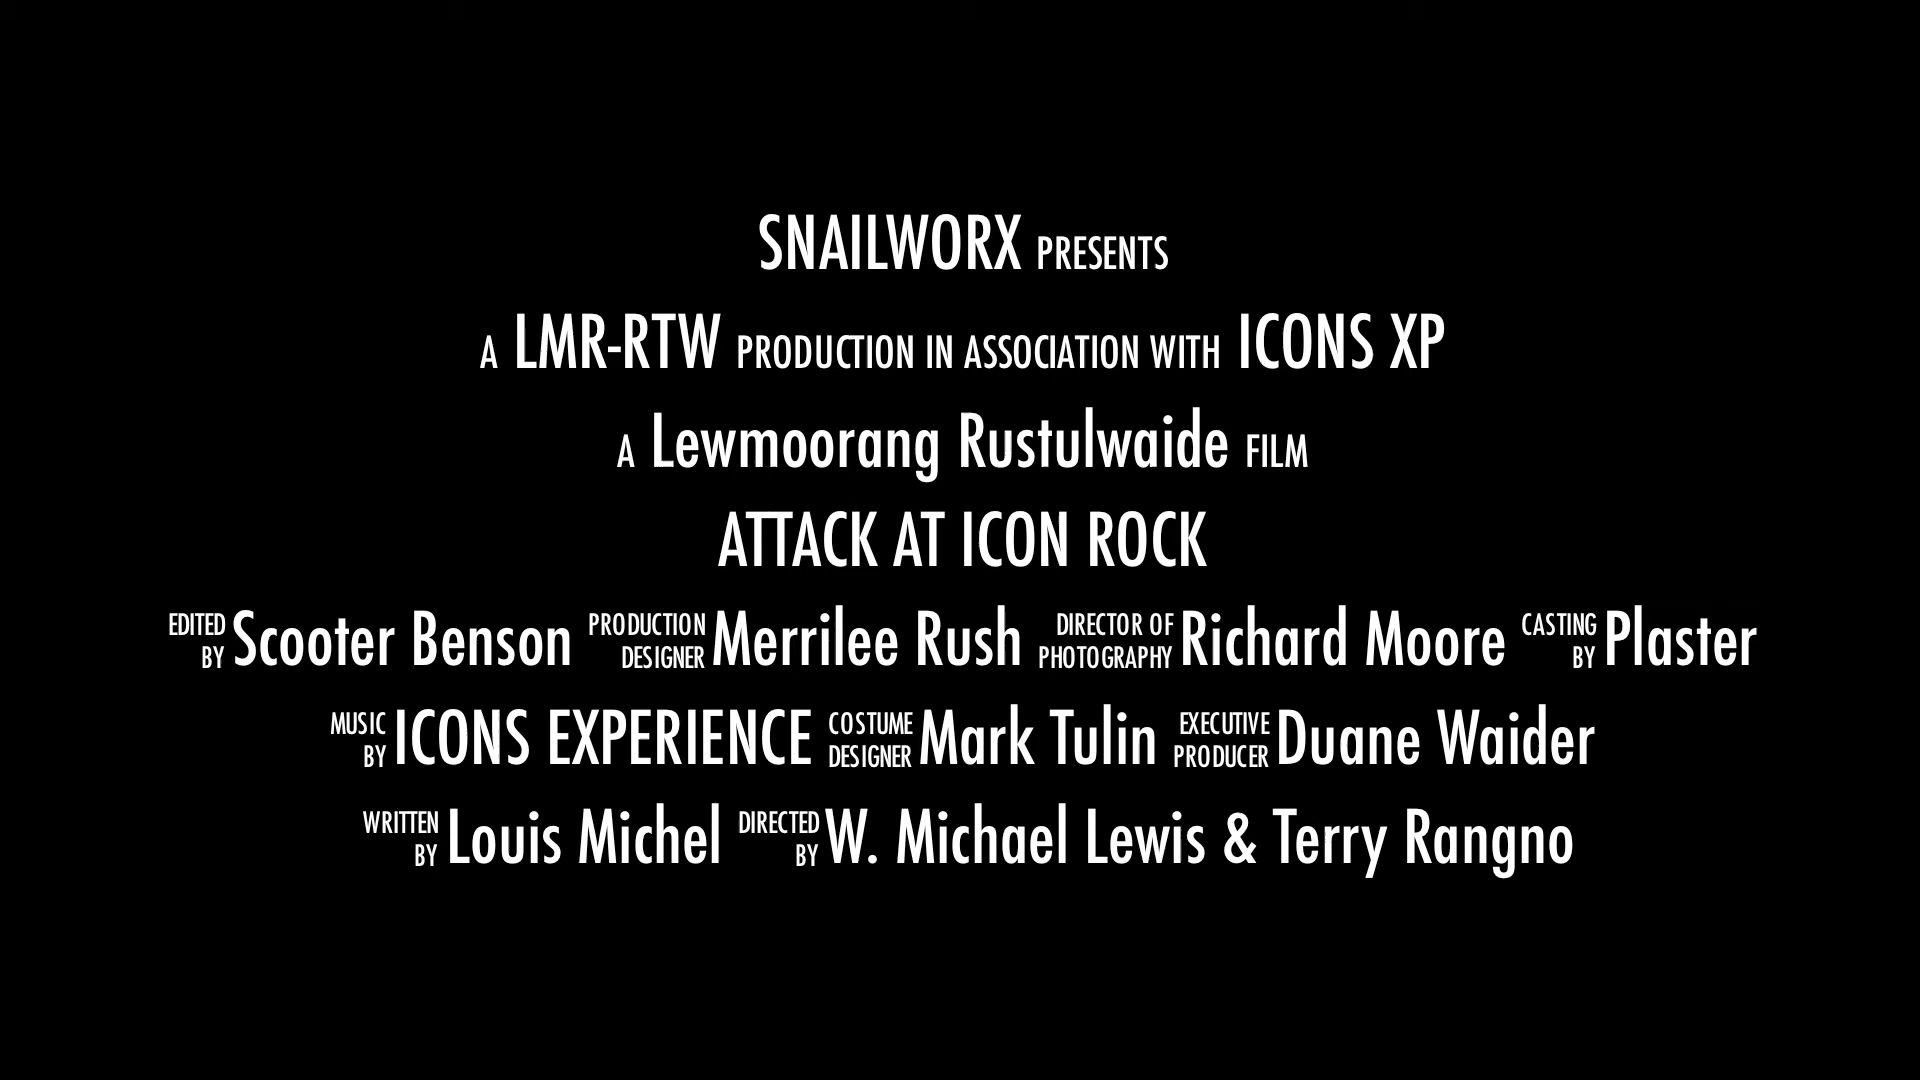 SNAILWORX PRESENTS
A LMR-RTW PRODUCTION IN ASSOCIATION WITH ICONS XP
A Lewmoorang Rustulwaide FILM
ATTACK AT ICON ROCK
EDITED BY Scooter Benson PRODUCTION DESIGNER Merrilee Rush DIRECTOR OF PHOTOGRAPHY Richard Moore CASTING BY Plaster
MUSIC BY ICONS EXPERIENCE COSTUME DESIGNER Mark Tulin EXECUTIVE PRODUCER Duane Waider
WRITTEN BY Louis Michel DIRECTED BY W. Michael Lewis & Terry Rangno